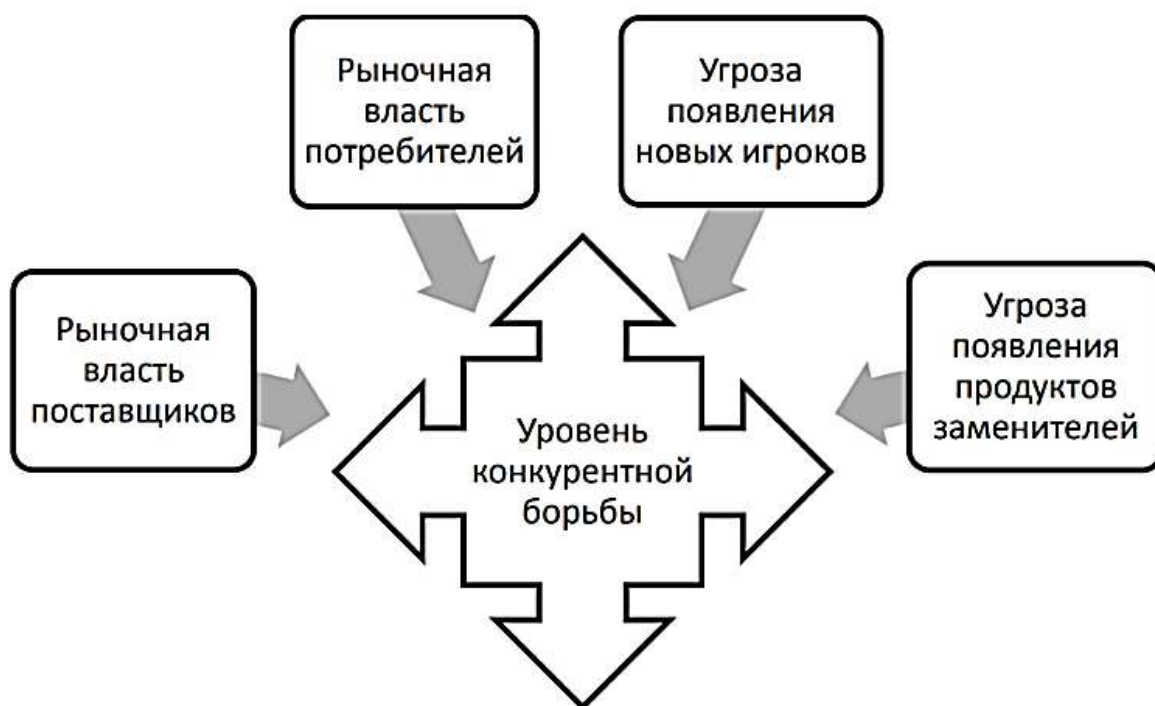 Рыночная
власть
потребителей
Угроза
появления
новых игроков
Рыночная
власть
поставщиков
Угроза
появления
продуктов
заменителей
Уровень
конкурентной
борьбы